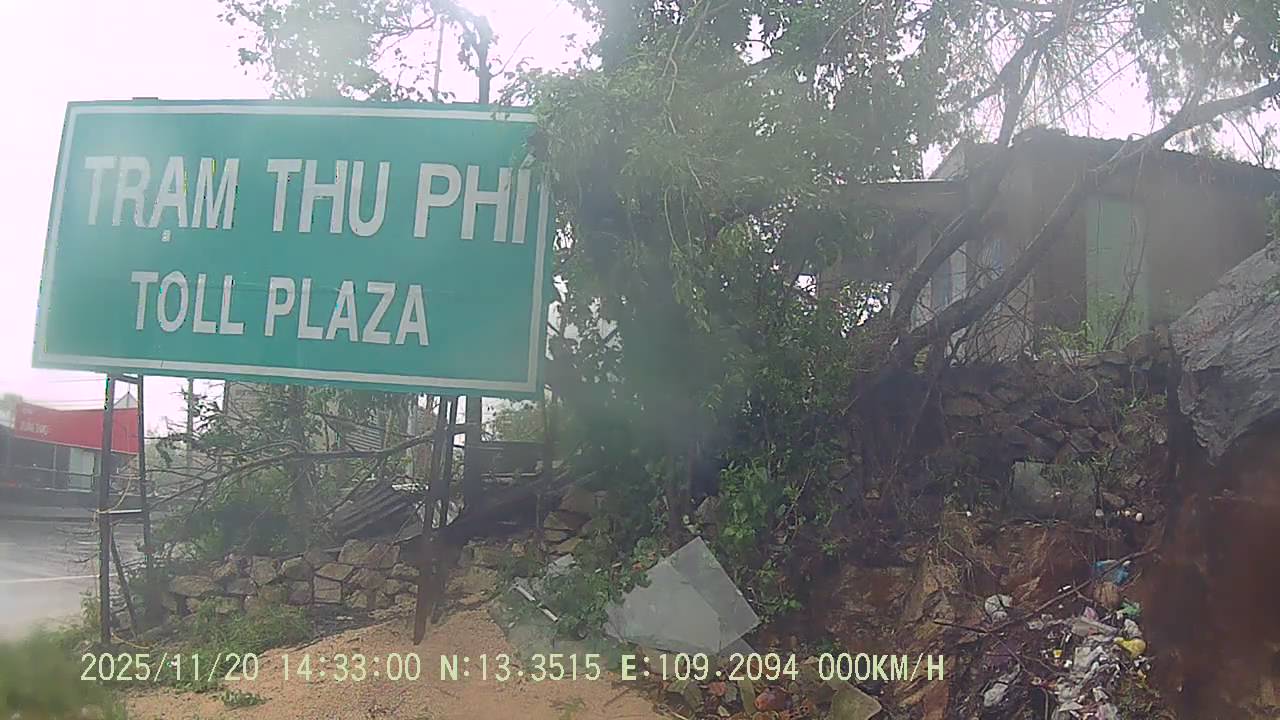 TRẠM THU PHÍ
TOLL PLAZA
2025/11/20 14:33:00 N:13.3515 E:109.2094 000KM/H